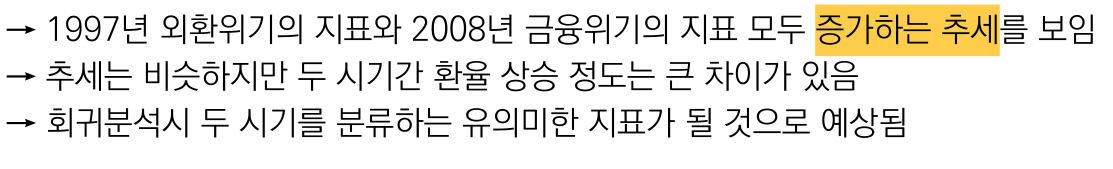 → 1997년 외환위기의 지표와 2008년 금융위기의 지표 모두 증가하는 추세를 보임
→ 추세는 비슷하지만 두 시기간 환율 상승 정도는 큰 차이가 있음
→ 회귀분석시 두 시기를 분류하는 유의미한 지표가 될 것으로 예상됨